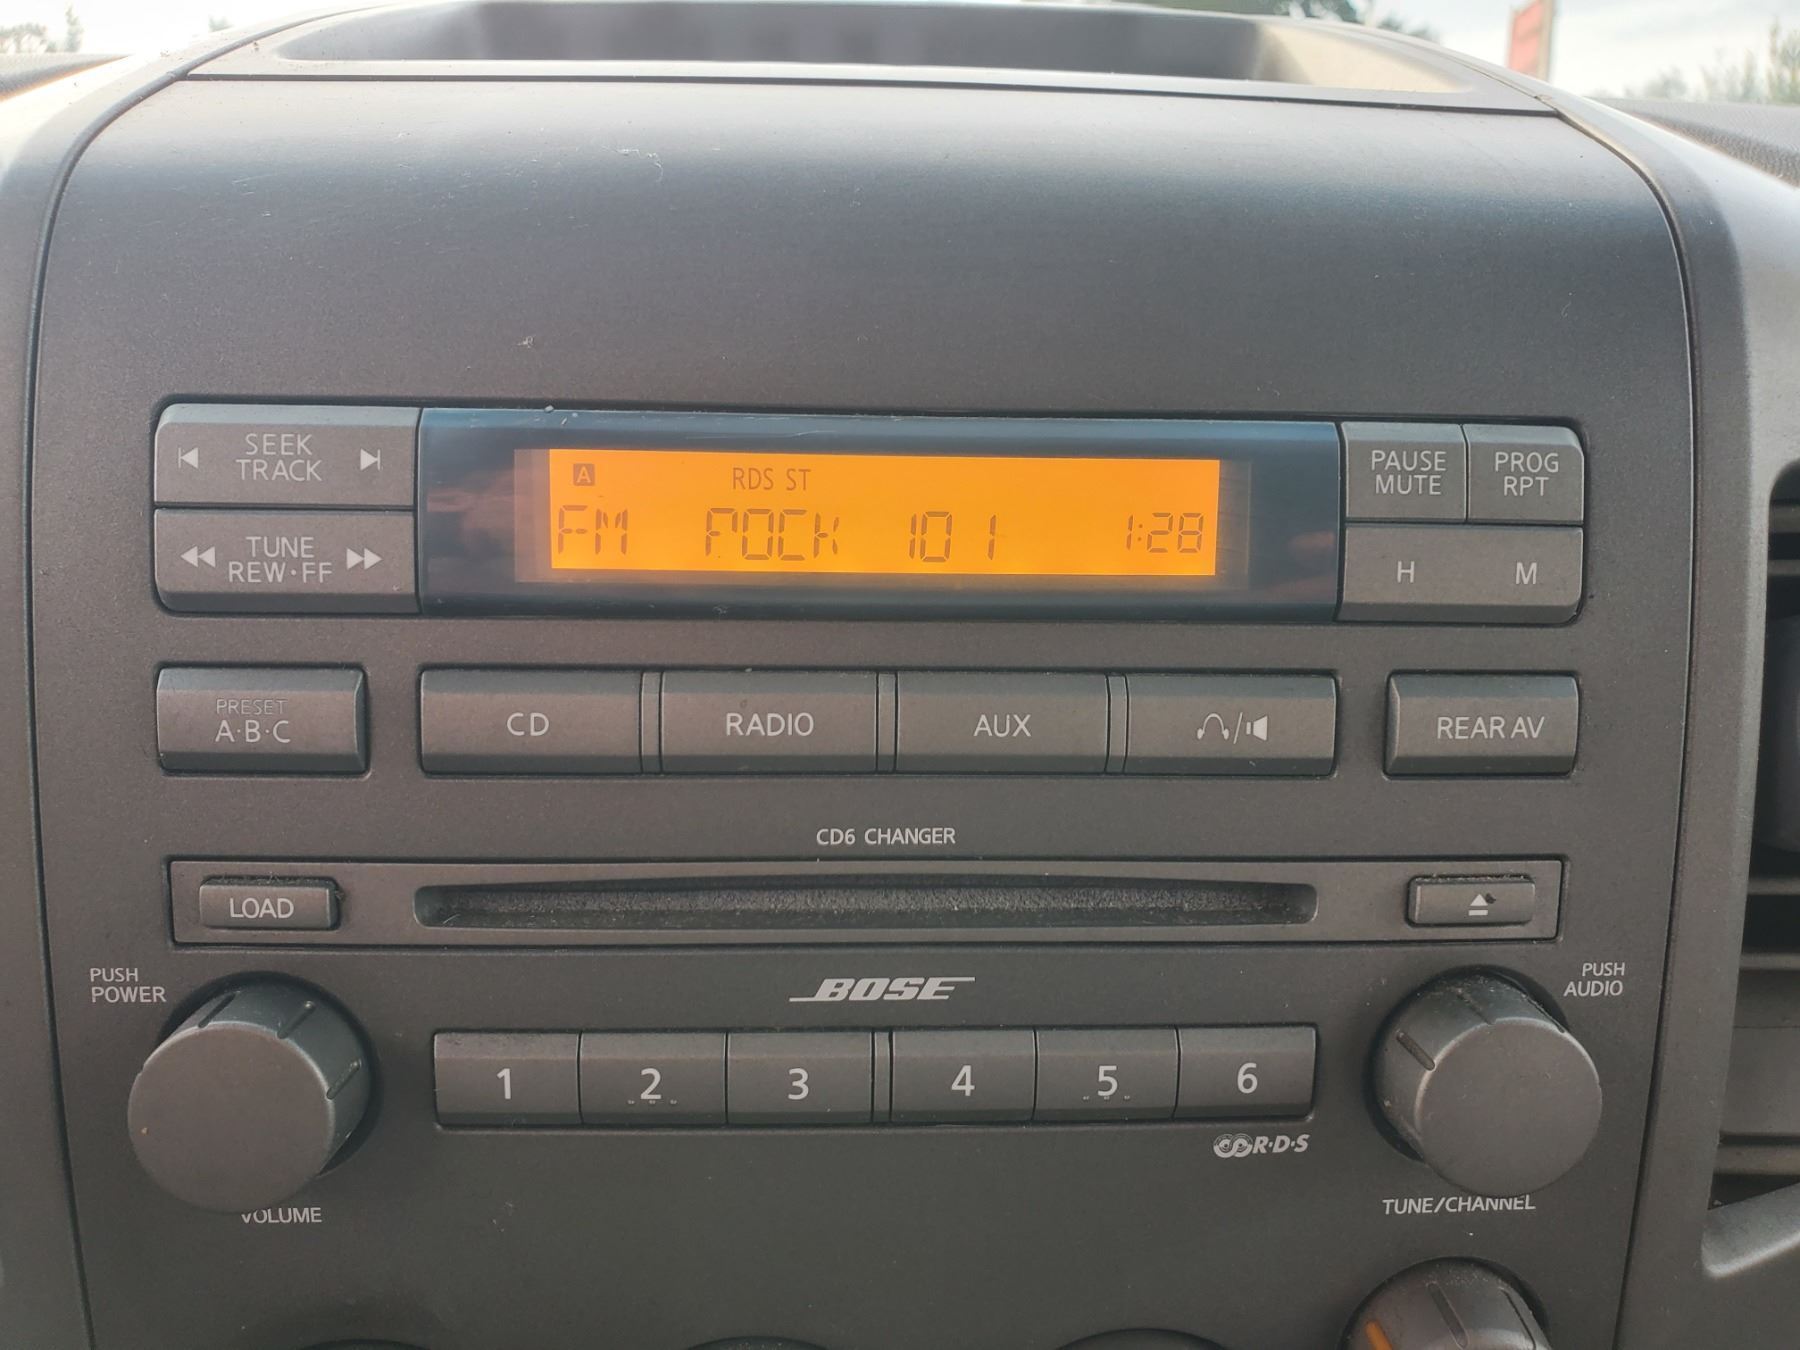 SEEK
TRACK
TUNE
REW·FF
A
RDS ST
FM ROCK 101 1:28
PAUSE
MUTE
PROG
RPT
H M
PRESET
A·B·C
CD
RADIO
AUX
REAR AV
CD6 CHANGER
LOAD
PUSH
POWER
BOSE
PUSH
AUDIO
1 2 3 4 5 6
R·D·S
VOLUME
TUNE/CHANNEL